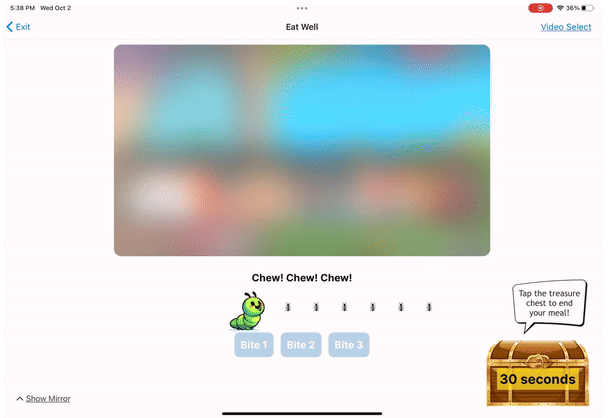 5:38 PM Wed Oct 2
36%
Exit
Eat Well
Video Select
Chew! Chew! Chew!
Tap the treasure
chest to end
your meal!
Bite 1
Bite 2
Bite 3
30 seconds
Show Mirror